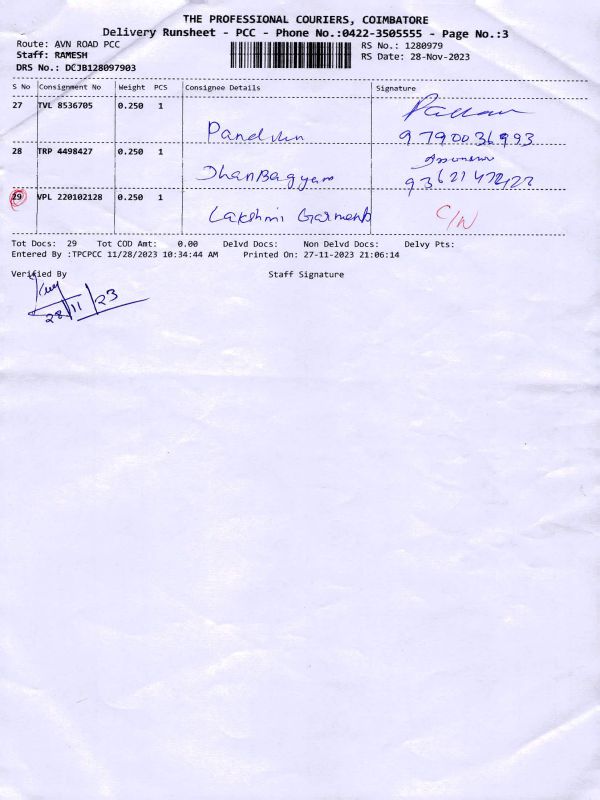 THE PROFESSIONAL COURIERS, COIMBATORE
Delivery Runsheet - PCC - Phone No.:0422-3505555 - Page No.:3
Route: AVN ROAD PCC RS No.: 1280979
Staff: RAMESH RS Date: 28-Nov-2023
DRS No.: DCJB128097903
S No Consignment No Weight PCS Consignee Details Signature
27 TVL 8536705 0.250 1
9790036993
28 TRP 4498427 0.250 1
DhanBagyam
29 VPL 220102128 0.250 1
Lakshmi Garments C/N
Tot Docs: 29 Tot COD Amt: 0.00 Delvd Docs: Non Delvd Docs: Delvy Pts:
Entered By :TPCPCC 11/28/2023 10:34:44 AM Printed On: 27-11-2023 21:06:14
Verified By Staff Signature
28/11/23